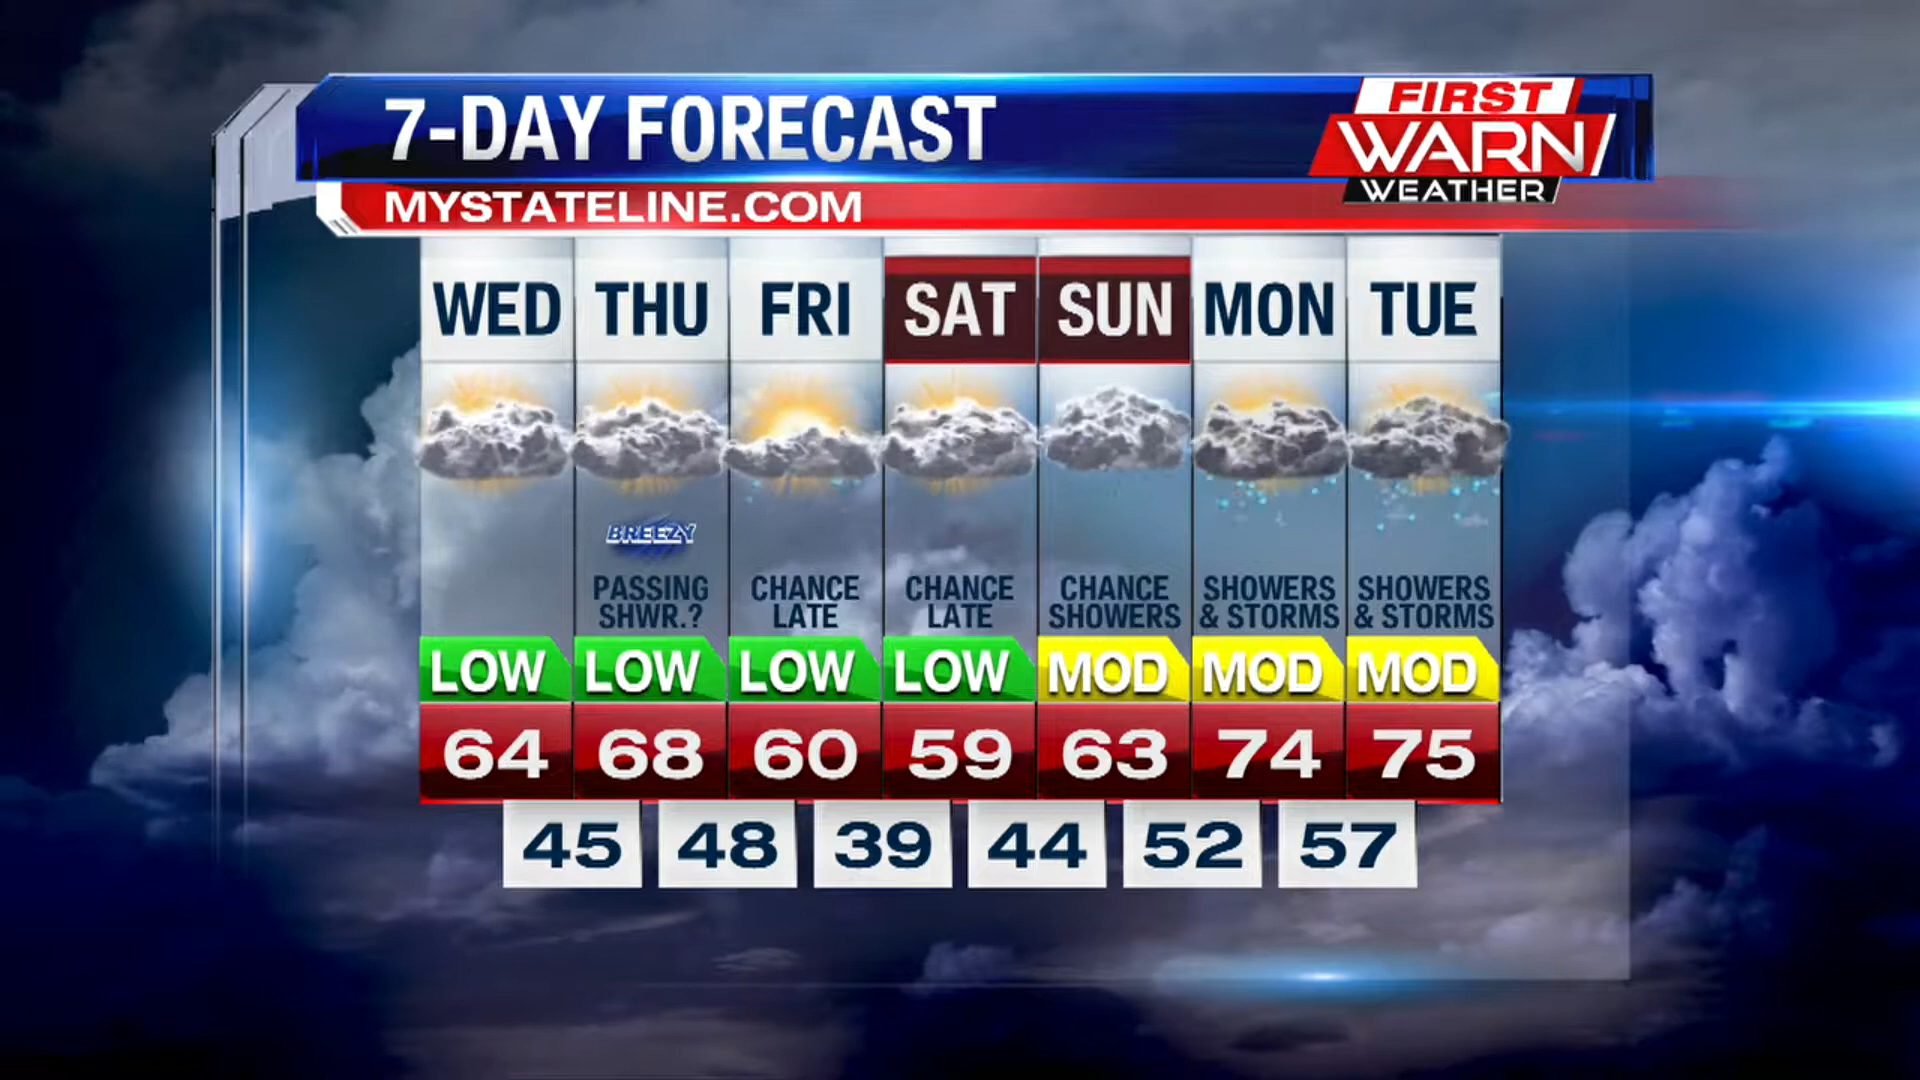 7-DAY FORECAST
FIRST
WARN
WEATHER
MYSTATELINE.COM
WED THU FRI SAT SUN MON TUE
BREEZY
PASSING CHANCE CHANCE CHANCE SHOWERS SHOWERS
SHWR.? LATE LATE SHOWERS & STORMS & STORMS
LOW LOW LOW LOW MOD MOD MOD
64 68 60 59 63 74 75
45 48 39 44 52 57